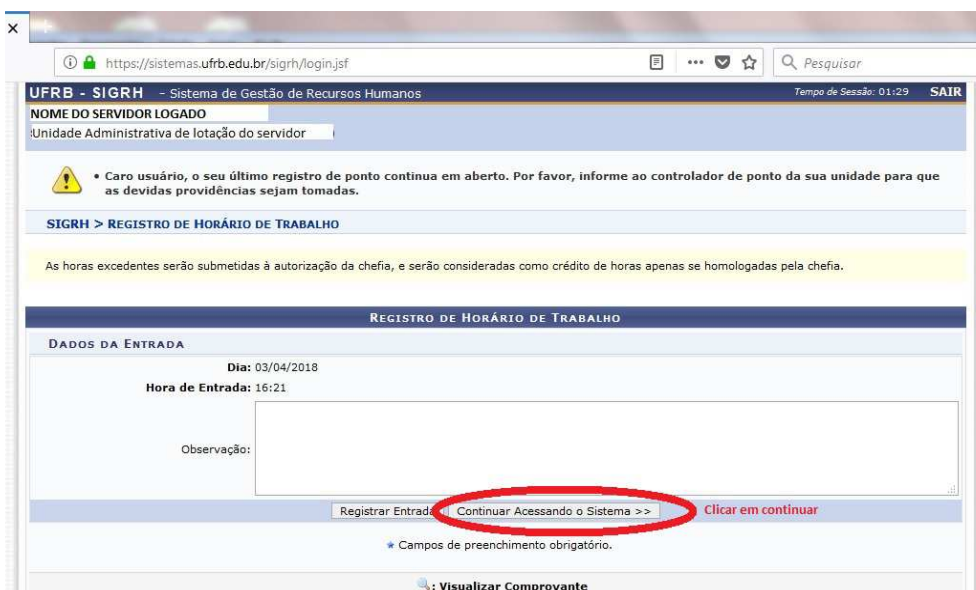 https://sistemas.ufrb.edu.br/sigrh/login.jsf
Pesquisar
UFRB - SIGRH - Sistema de Gestão de Recursos Humanos
Tempo de Sessão: 01:29 SAIR
NOME DO SERVIDOR LOGADO
Unidade Administrativa de lotação do servidor
• Caro usuário, o seu último registro de ponto continua em aberto. Por favor, informe ao controlador de ponto da sua unidade para que
as devidas providências sejam tomadas.
SIGRH > REGISTRO DE HORÁRIO DE TRABALHO
As horas excedentes serão submetidas à autorização da chefia, e serão consideradas como crédito de horas apenas se homologadas pela chefia.
REGISTRO DE HORÁRIO DE TRABALHO
DADOS DA ENTRADA
Dia: 03/04/2018
Hora de Entrada: 16:21
Observação:
Registrar Entrada Continuar Acessando o Sistema >> Clicar em continuar
Campos de preenchimento obrigatório.
: Visualizar Comprovante